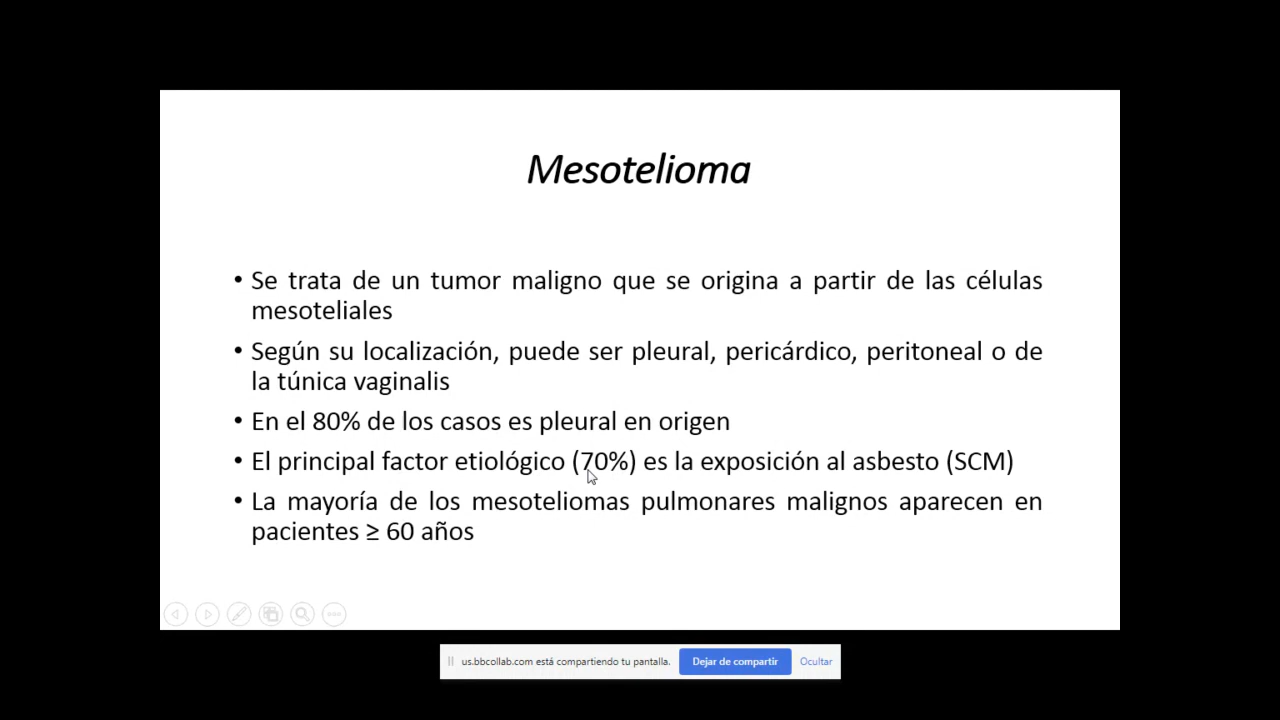 Mesotelioma
• Se trata de un tumor maligno que se origina a partir de las células
mesoteliales
• Según su localización, puede ser pleural, pericárdico, peritoneal o de
la túnica vaginalis
• En el 80% de los casos es pleural en origen
• El principal factor etiológico (70%) es la exposición al asbesto (SCM)
• La mayoría de los mesoteliomas pulmonares malignos aparecen en
pacientes ≥ 60 años
us.bbcollab.com está compartiendo tu pantalla. Dejar de compartir Ocultar